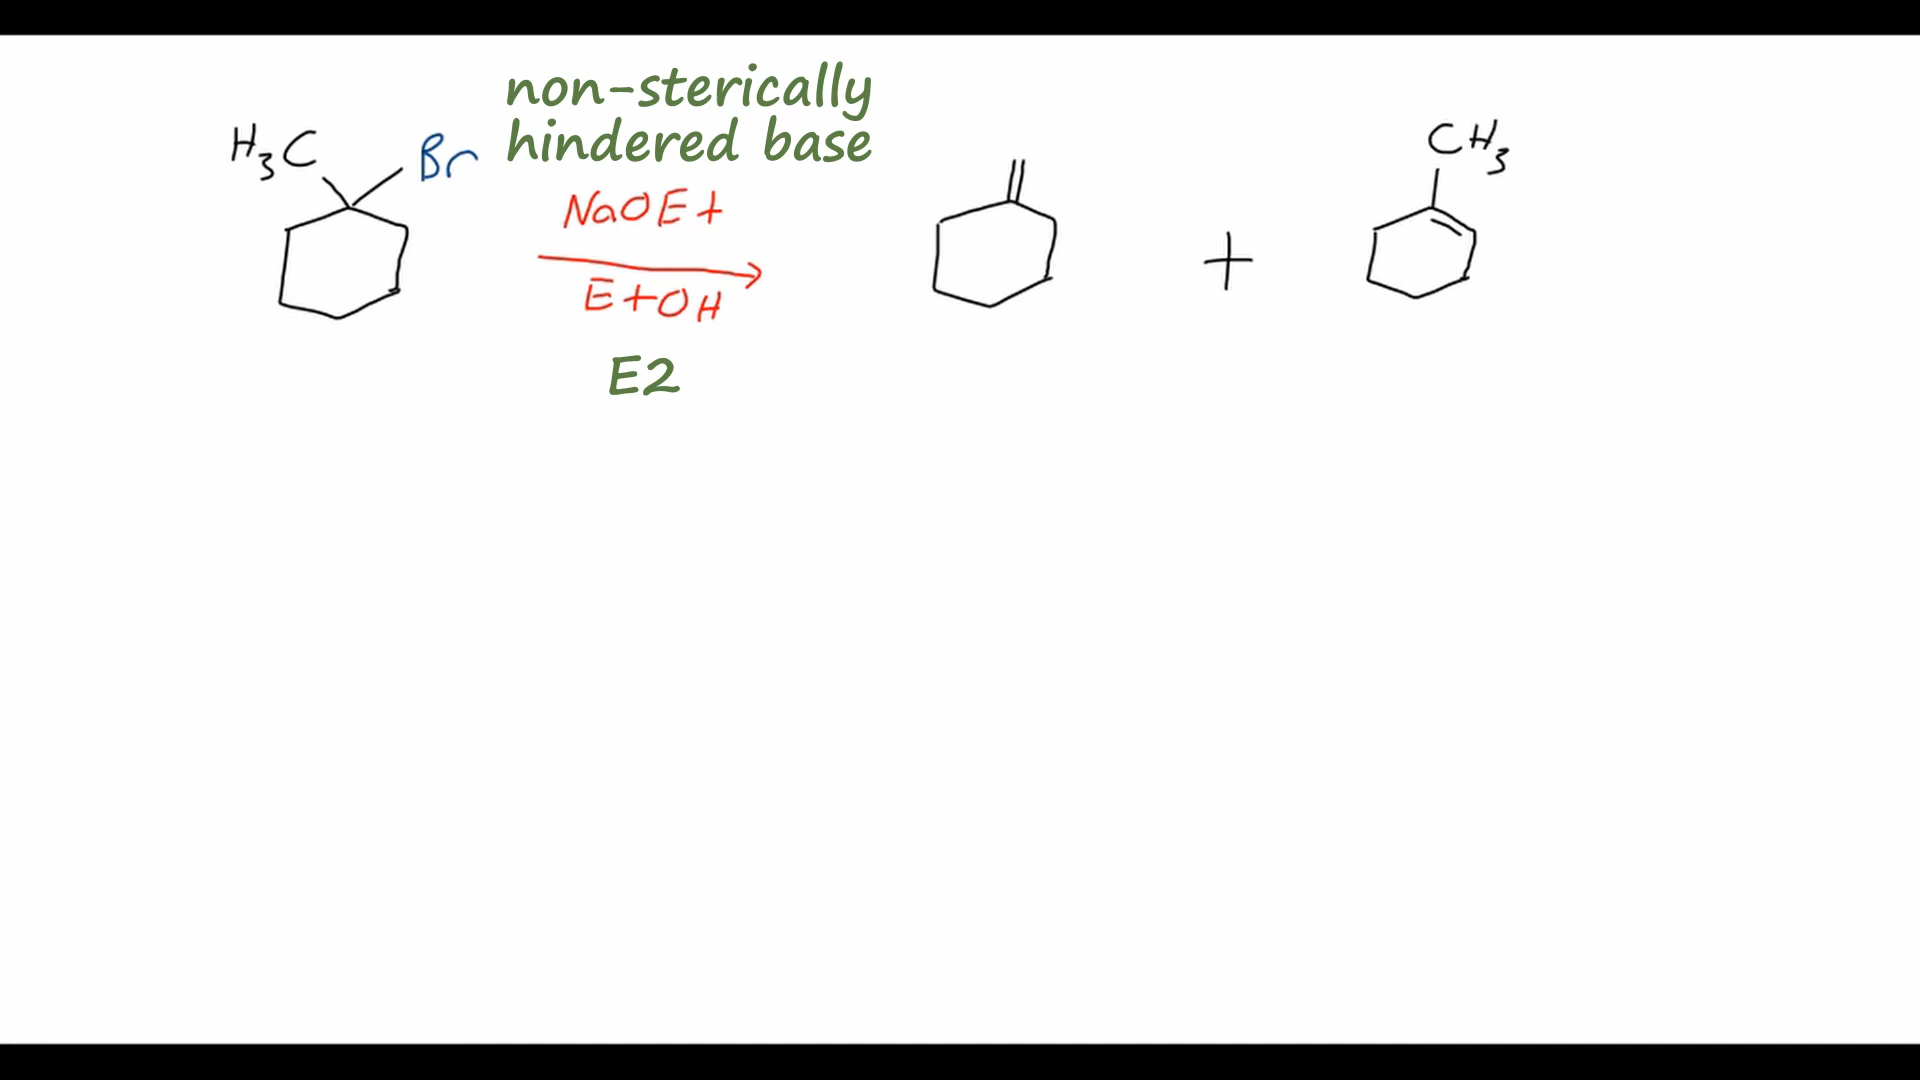 non-sterically
hindered base
H₃C
Br
NaOEt
EtOH
E2
+
CH₃